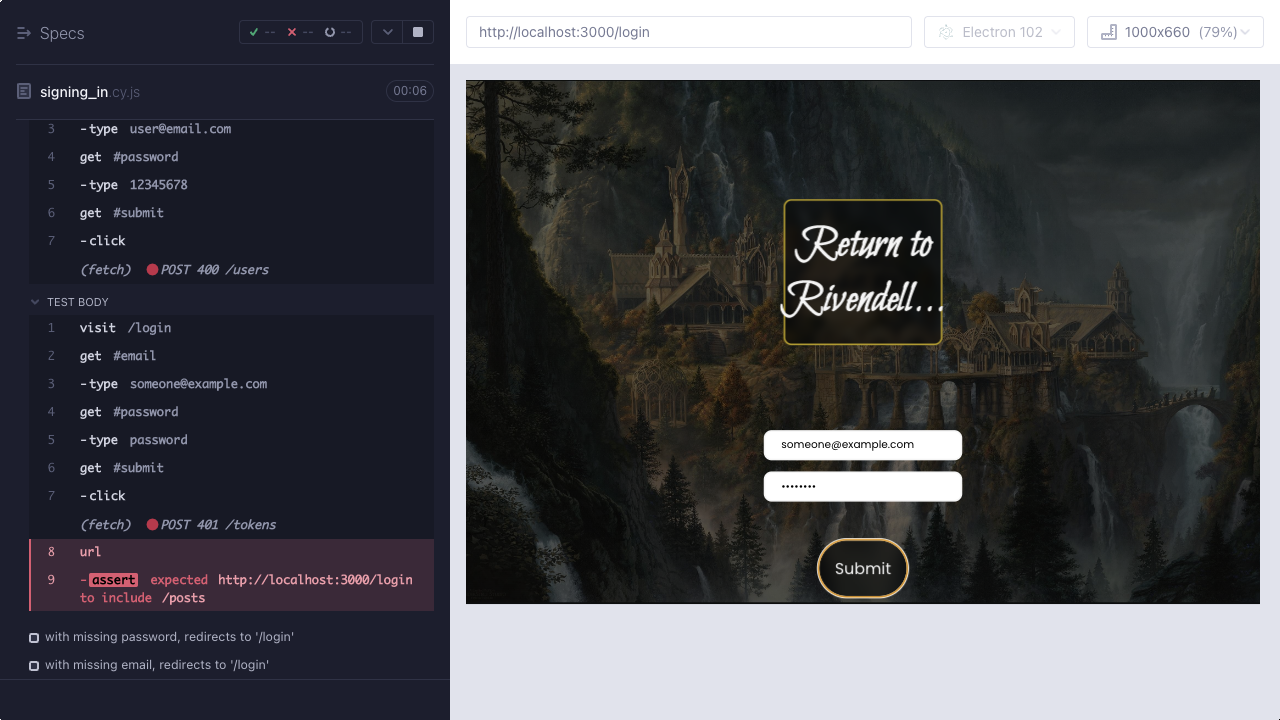 Specs
-- -- --
signing_in.cy.js
00:06
3 -type user@email.com
4 get #password
5 -type 12345678
6 get #submit
7 -click
(fetch) POST 400 /users
TEST BODY
1 visit /login
2 get #email
3 -type someone@example.com
4 get #password
5 -type password
6 get #submit
7 -click
(fetch) POST 401 /tokens
8 url
9 -assert expected http://localhost:3000/login
to include /posts
with missing password, redirects to '/login'
with missing email, redirects to '/login'
http://localhost:3000/login
Electron 102
1000x660 (79%)
Return to
Rivendell...
someone@example.com
••••••••
Submit